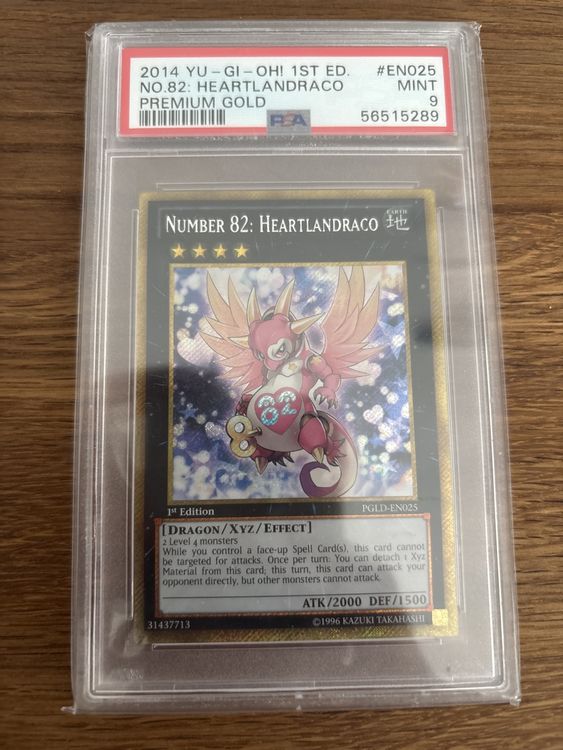 2014 YU-GI-OH! 1ST ED. #EN025
NO.82: HEARTLANDRACO MINT
PREMIUM GOLD 9
PSA 56515289
NUMBER 82: HEARTLANDRACO
EARTH
地
82
8
1st Edition PGLD-EN025
[DRAGON/XYZ/EFFECT]
2 Level 4 monsters
While you control a face-up Spell Card(s), this card cannot
be targeted for attacks. Once per turn: You can detach 1 Xyz
Material from this card; this turn, this card can attack your
opponent directly, but other monsters cannot attack.
ATK/2000 DEF/1500
31437713 ©1996 KAZUKI TAKAHASHI